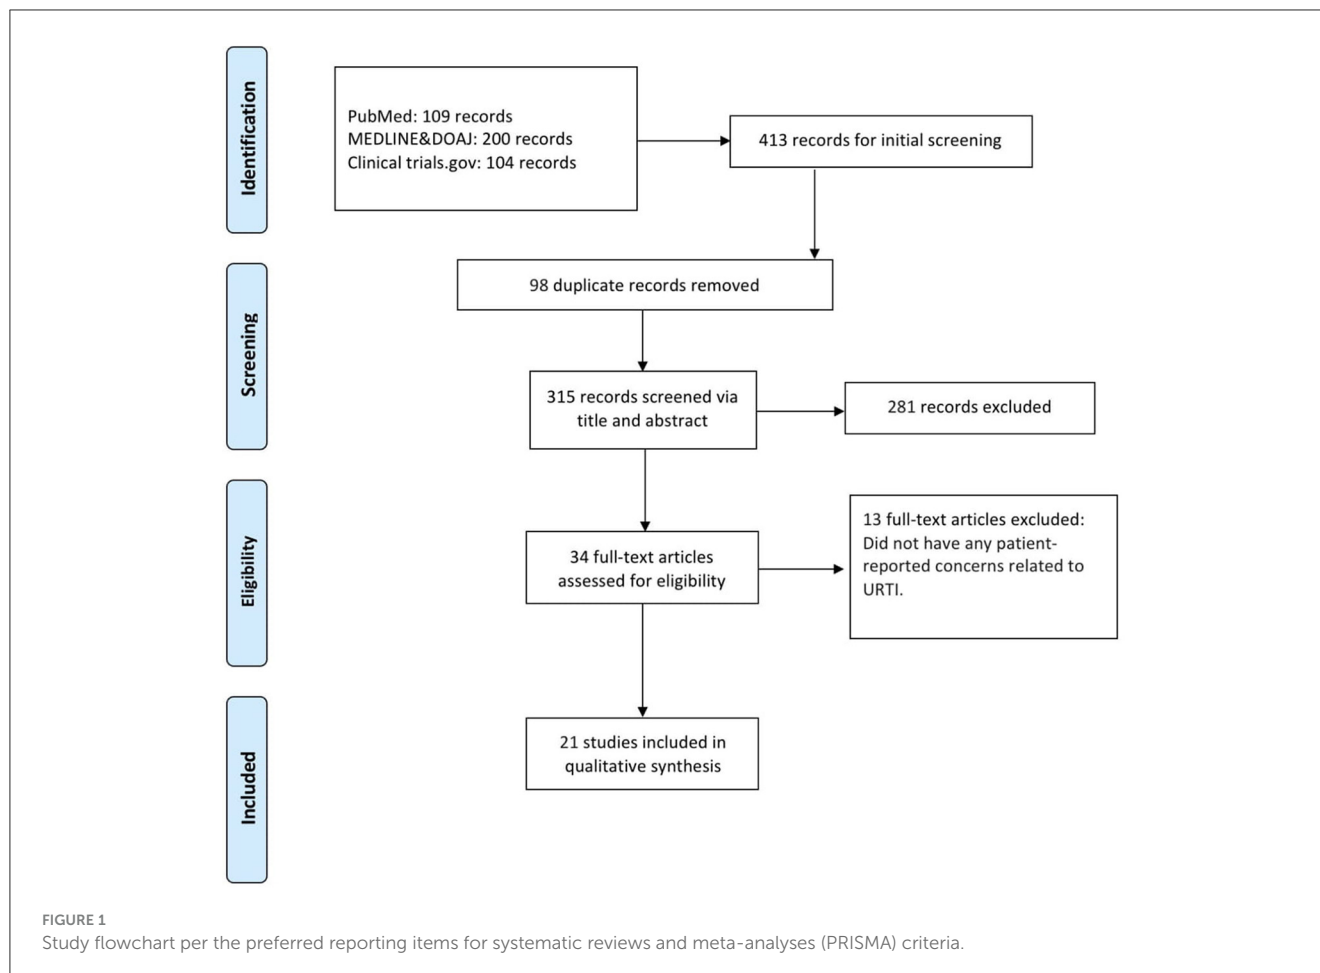 Identification
PubMed: 109 records
MEDLINE&DOAJ: 200 records
Clinical trials.gov: 104 records
413 records for initial screening
Screening
98 duplicate records removed
315 records screened via
title and abstract
281 records excluded
Eligibility
34 full-text articles
assessed for eligibility
13 full-text articles excluded:
Did not have any patient-
reported concerns related to
URTI.
Included
21 studies included in
qualitative synthesis
FIGURE 1
Study flowchart per the preferred reporting items for systematic reviews and meta-analyses (PRISMA) criteria.